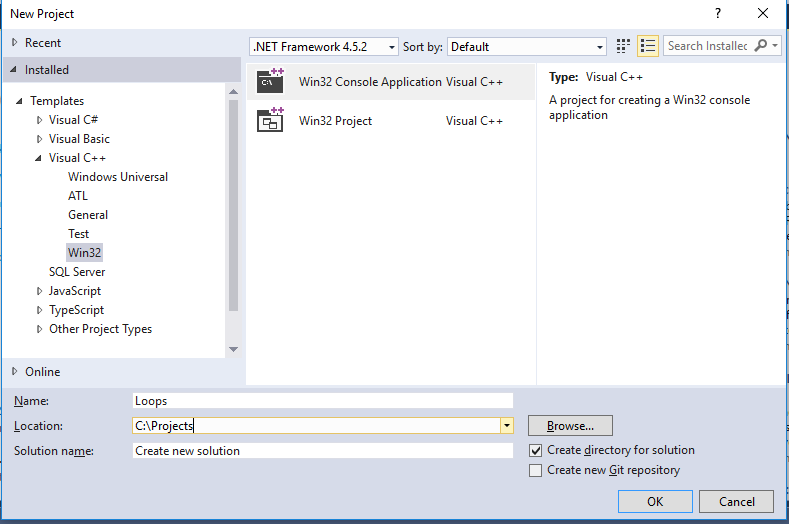 New Project
?
Recent
Installed
Templates
Visual C#
Visual Basic
Visual C++
Windows Universal
ATL
General
Test
Win32
SQL Server
JavaScript
TypeScript
Other Project Types
Online
.NET Framework 4.5.2 Sort by: Default Search Installed
C:\ ++ Win32 Console Application Visual C++
++ Win32 Project Visual C++
Type: Visual C++
A project for creating a Win32 console
application
Name: Loops
Location: C:\Projects Browse...
Solution name: Create new solution
Create directory for solution
Create new Git repository
OK Cancel